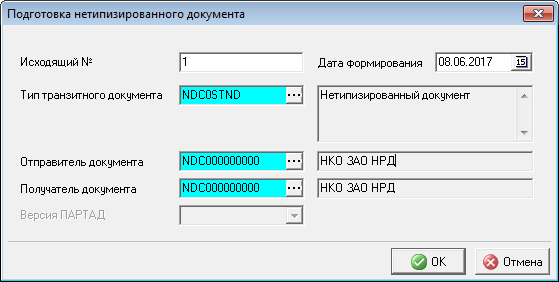 Подготовка нетипизированного документа
Исходящий № 1 Дата формирования 08.06.2017 15
Тип транзитного документа NDC0STND ... Нетипизированный документ
Отправитель документа NDC000000000 ... НКО ЗАО НРД
Получатель документа NDC000000000 ... НКО ЗАО НРД
Версия ПАРТАД
OK Отмена